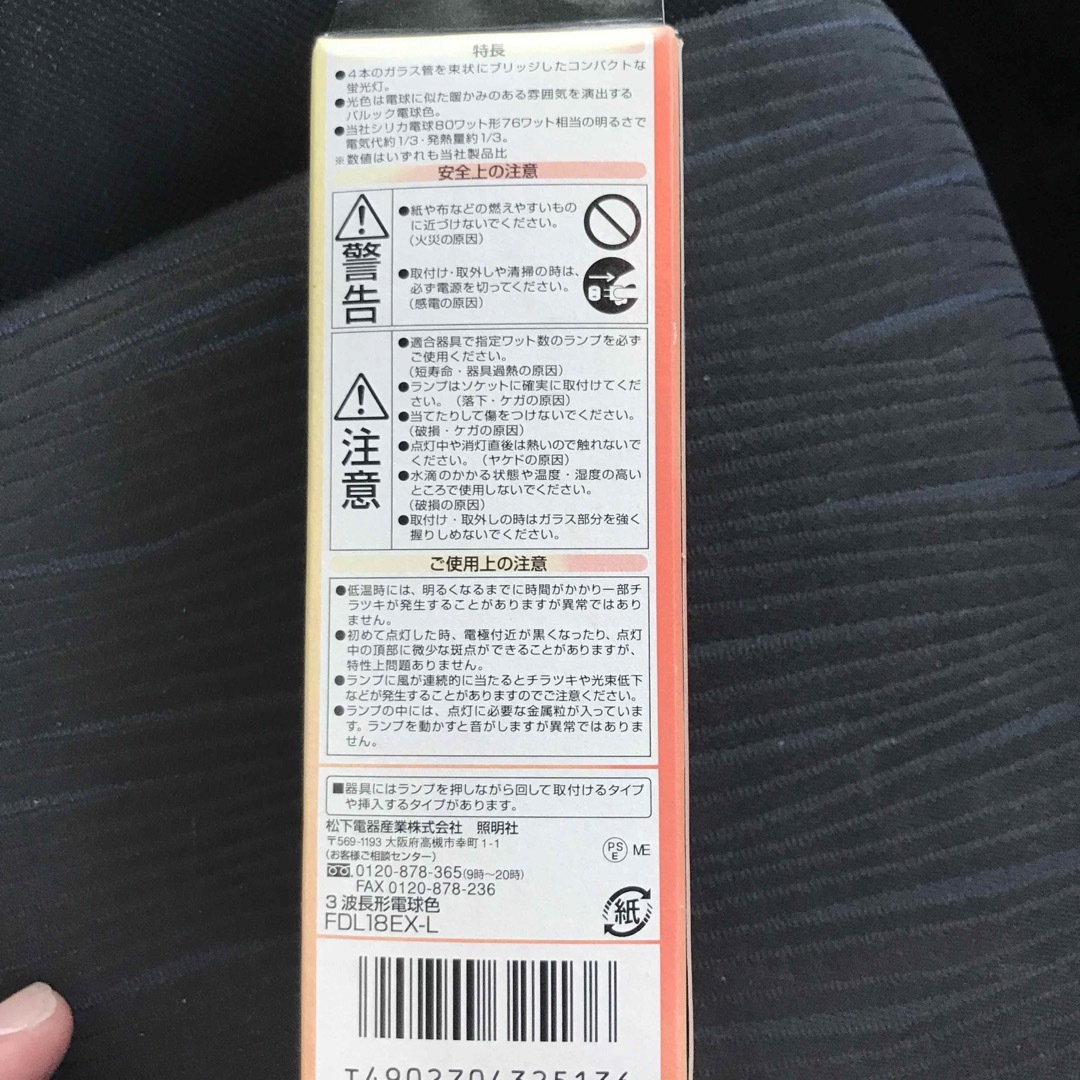 特長
●4本のガラス管を束状にブリッジしたコンパクトな
蛍光灯。
●光色は電球に似た暖かみのある雰囲気を演出する
パルック電球色。
●当社シリカ電球80ワット形76ワット相当の明るさで
電気代約1/3・発熱量約1/3。
※数値はいずれも当社製品比
安全上の注意
警告
●紙や布などの燃えやすいもの
に近づけないでください。
(火災の原因)
●取付け・取外しや清掃の時は、
必ず電源を切ってください。
(感電の原因)
注意
●適合器具で指定ワット数のランプを必ず
ご使用ください。
(短寿命・器具過熱の原因)
●ランプはソケットに確実に取付けてくだ
さい。(落下・ケガの原因)
●当てたりして傷をつけないでください。
(破損・ケガの原因)
●点灯中や消灯直後は熱いので触れないで
ください。(ヤケドの原因)
●水滴のかかる状態や温度・湿度の高い
ところで使用しないでください。
(破損の原因)
●取付け・取外しの時はガラス部分を強く
握りしめないでください。
ご使用上の注意
●低温時には、明るくなるまでに時間がかかり一部チ
ラツキが発生することがありますが異常ではあり
ません。
●初めて点灯した時、電極付近が黒くなったり、点灯
中の頂部に微少な斑点ができることがありますが、
特性上問題ありません。
●ランプに風が連続的に当たるとチラツキや光束低下
などが発生することがありますのでご注意ください。
●ランプの中には、点灯に必要な金属粒が入っていま
す。ランプを動かすと音がしますが異常ではありま
せん。
■器具にはランプを押しながら回して取付けるタイプ
や挿入するタイプがあります。
松下電器産業株式会社 照明社
〒569-1193 大阪府高槻市幸町1-1
(お客様ご相談センター)
0120-878-365(9時~20時)
FAX 0120-878-236
PS
E
ME
3波長形電球色
FDL18EX-L
紙
T4902704325136